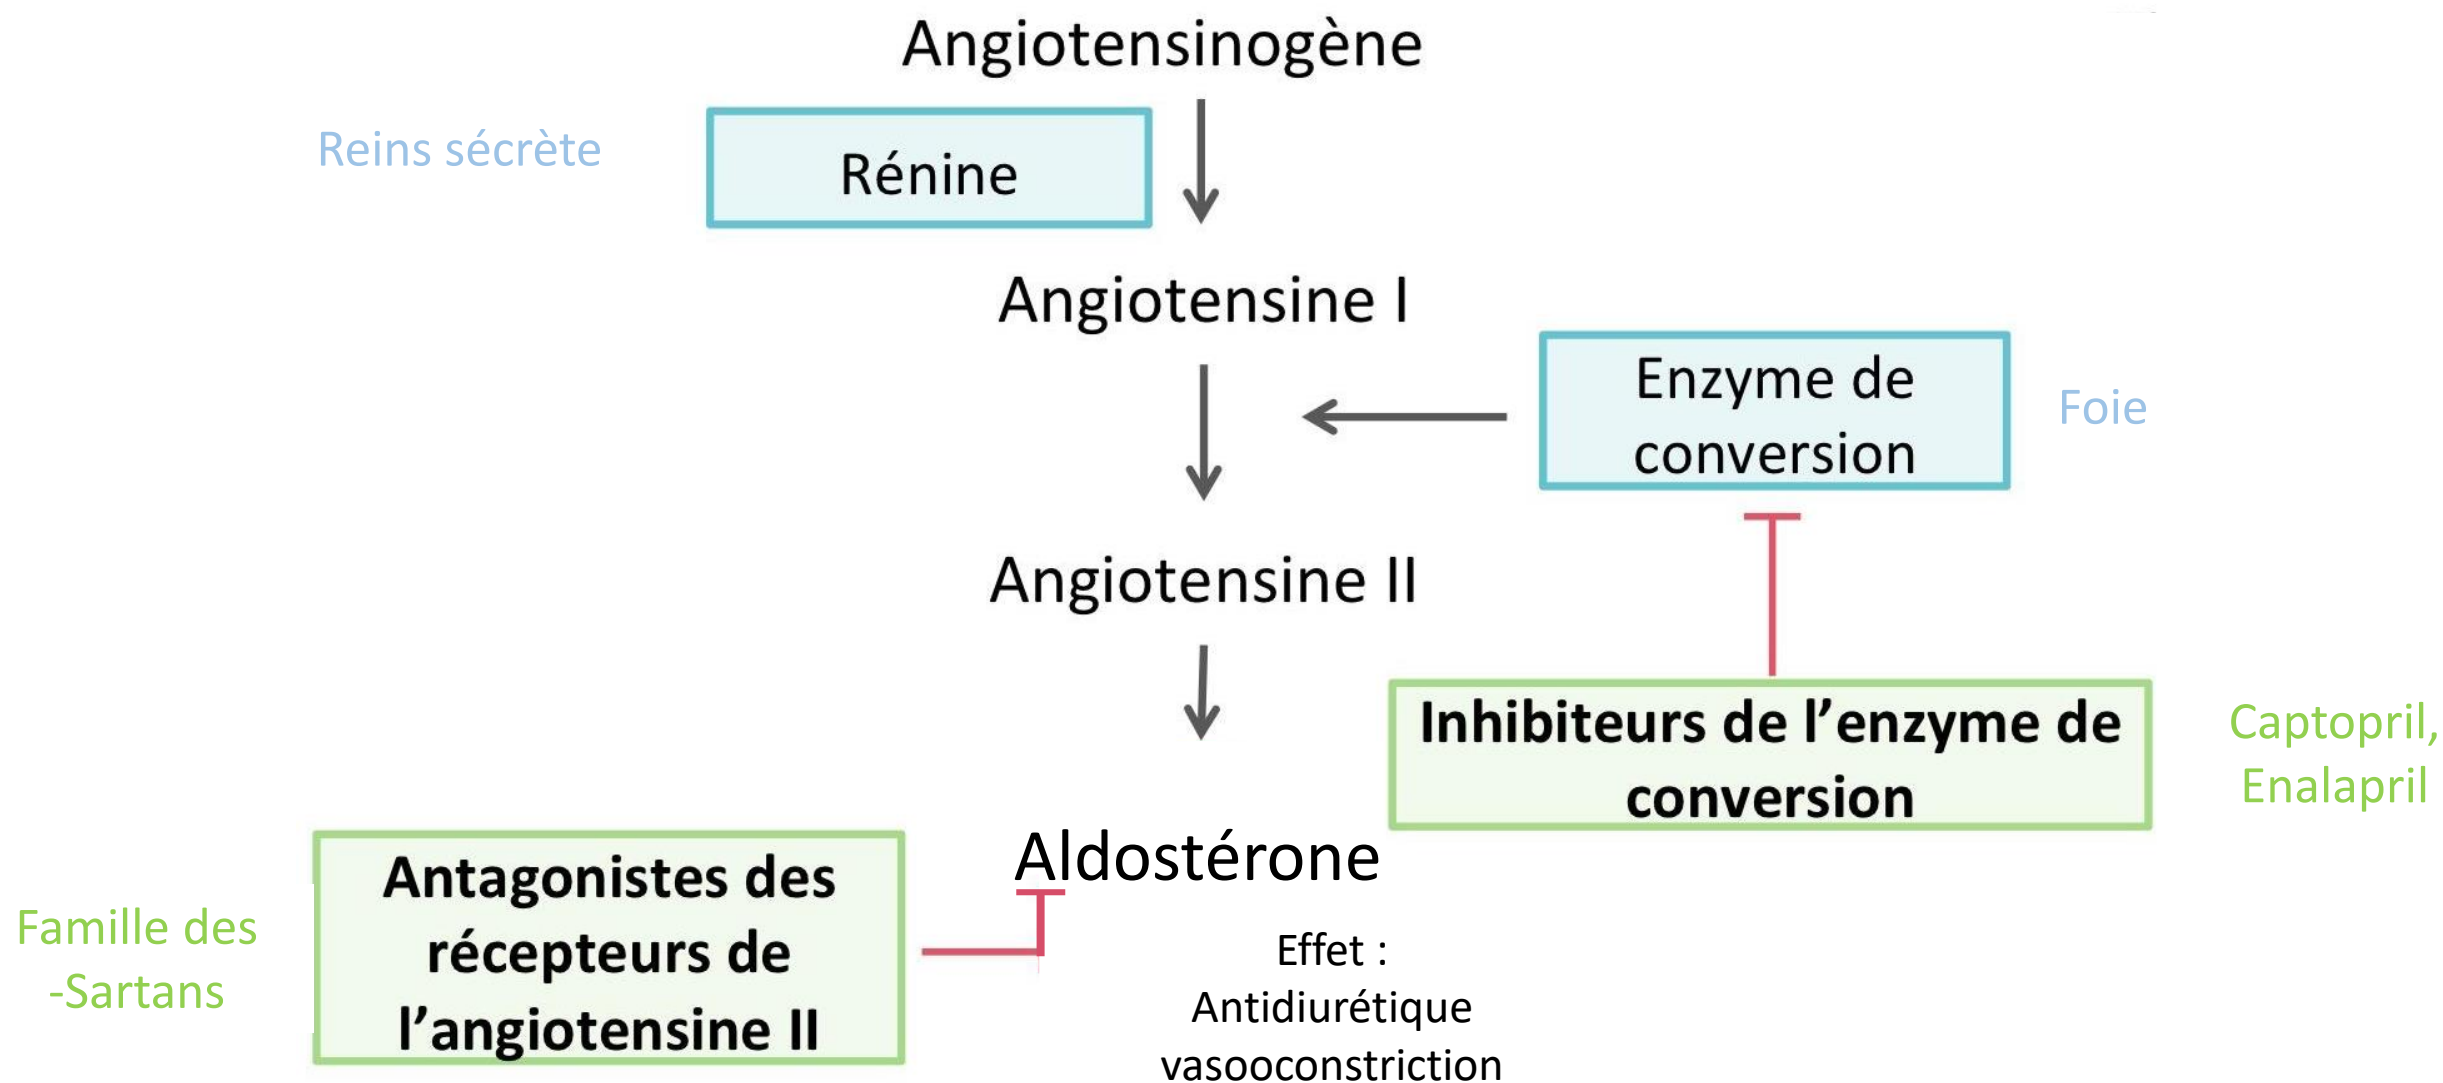 Angiotensinogène
Reins sécrète
Rénine
Angiotensine I
Enzyme de
conversion
Foie
Angiotensine II
Inhibiteurs de l’enzyme de
conversion
Captopril,
Enalapril
Aldostérone
Antagonistes des
récepteurs de
l’angiotensine II
Famille des
-Sartans
Effet :
Antidiurétique
vasooconstriction